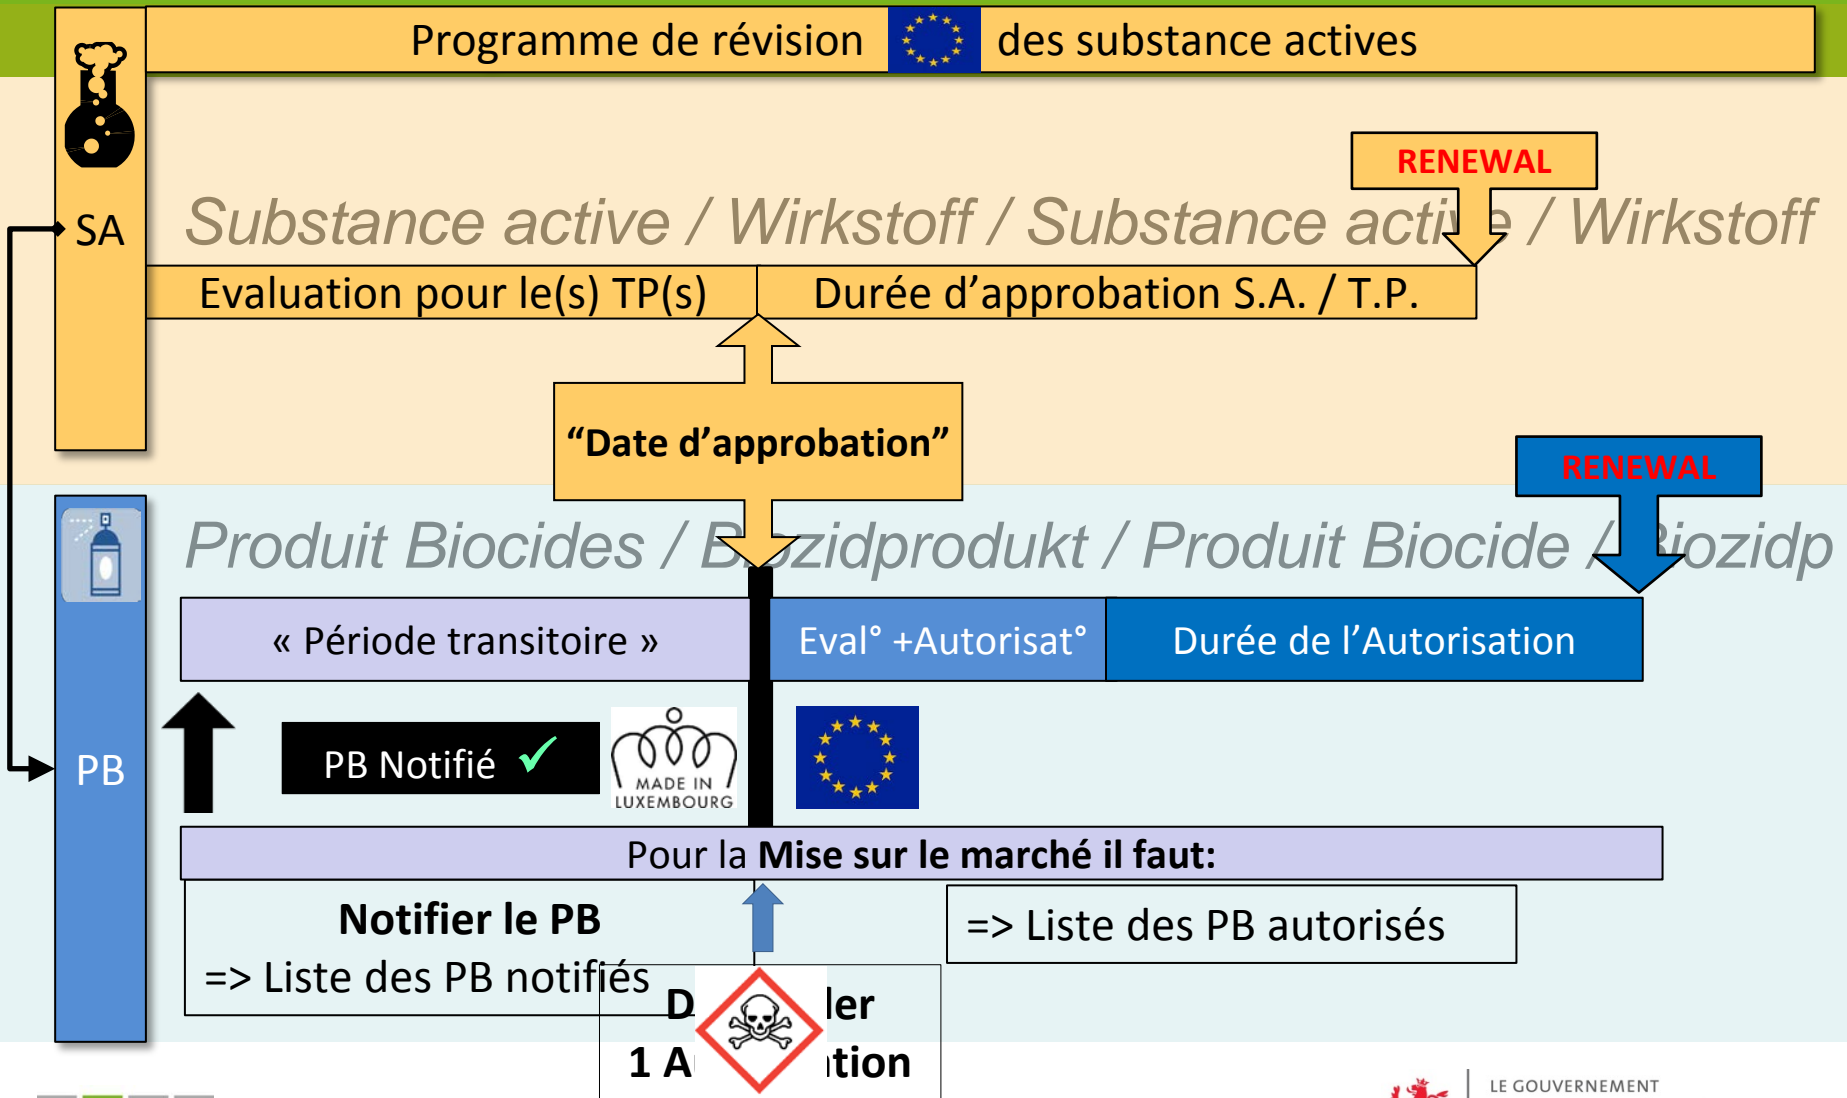 Programme de révision des substance actives
RENEWAL
SA
Substance active / Wirkstoff / Substance active / Wirkstoff
Evaluation pour le(s) TP(s)
Durée d’approbation S.A. / T.P.
“Date d’approbation”
RENEWAL
Produit Biocides / Biozidprodukt / Produit Biocide / Biozidp
« Période transitoire »
Eval° +Autorisat°
Durée de l’Autorisation
PB
PB Notifié
MADE IN
LUXEMBOURG
Pour la Mise sur le marché il faut:
Notifier le PB
=> Liste des PB notifiés
=> Liste des PB autorisés
D ler
1 A tion
LE GOUVERNEMENT